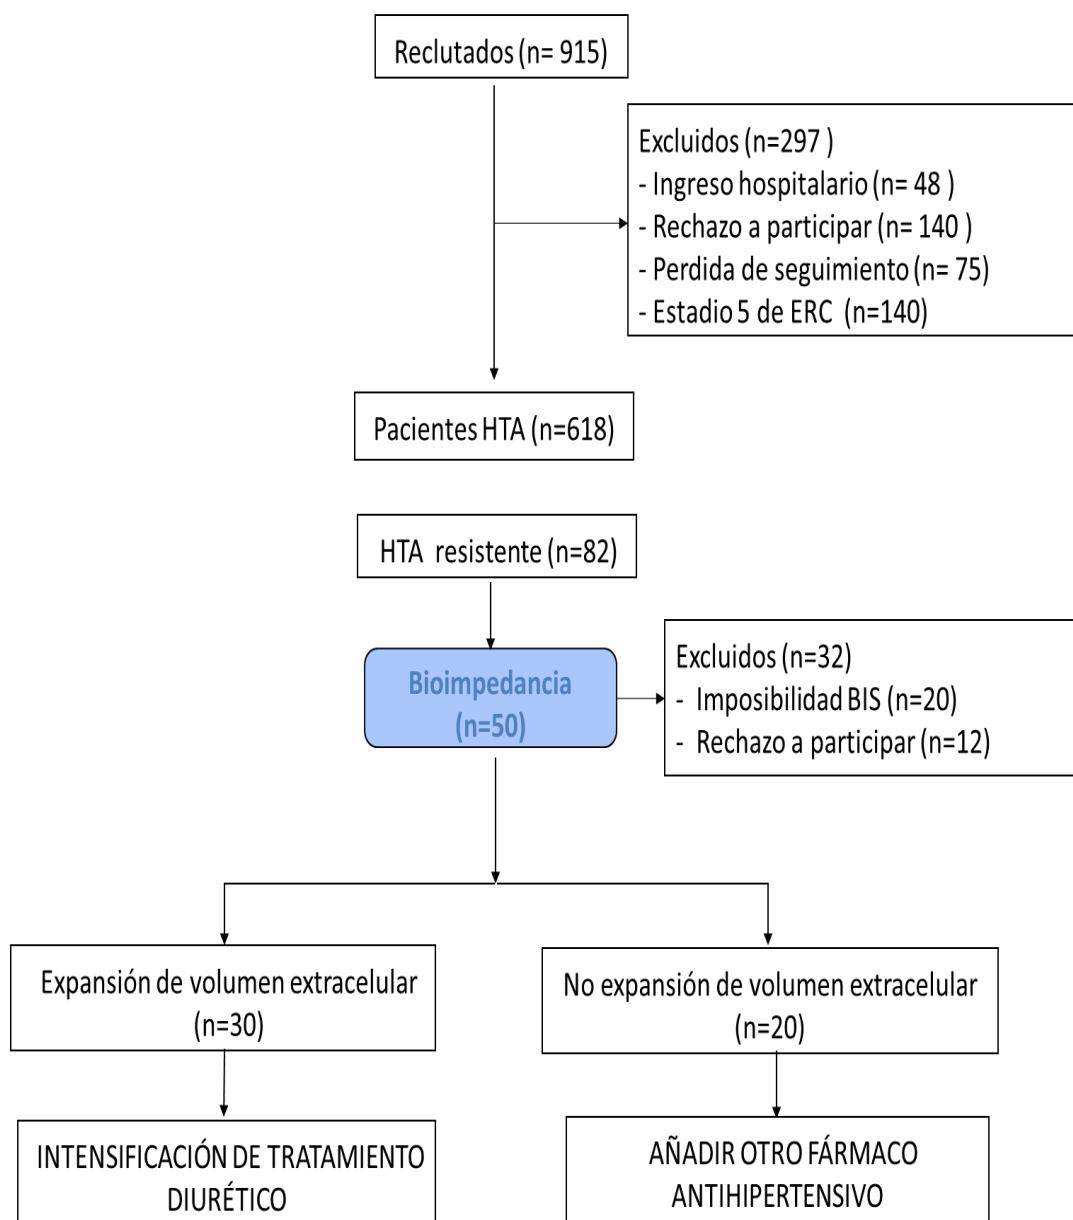 Reclutados (n= 915)
Excluidos (n=297 )
- Ingreso hospitalario (n= 48 )
- Rechazo a participar (n= 140 )
- Perdida de seguimiento (n= 75)
- Estadio 5 de ERC (n=140)
Pacientes HTA (n=618)
HTA resistente (n=82)
Bioimpedancia
(n=50)
Excluidos (n=32)
- Imposibilidad BIS (n=20)
- Rechazo a participar (n=12)
Expansión de volumen extracelular
(n=30)
No expansión de volumen extracelular
(n=20)
INTENSIFICACIÓN DE TRATAMIENTO
DIURÉTICO
AÑADIR OTRO FÁRMACO
ANTIHIPERTENSIVO